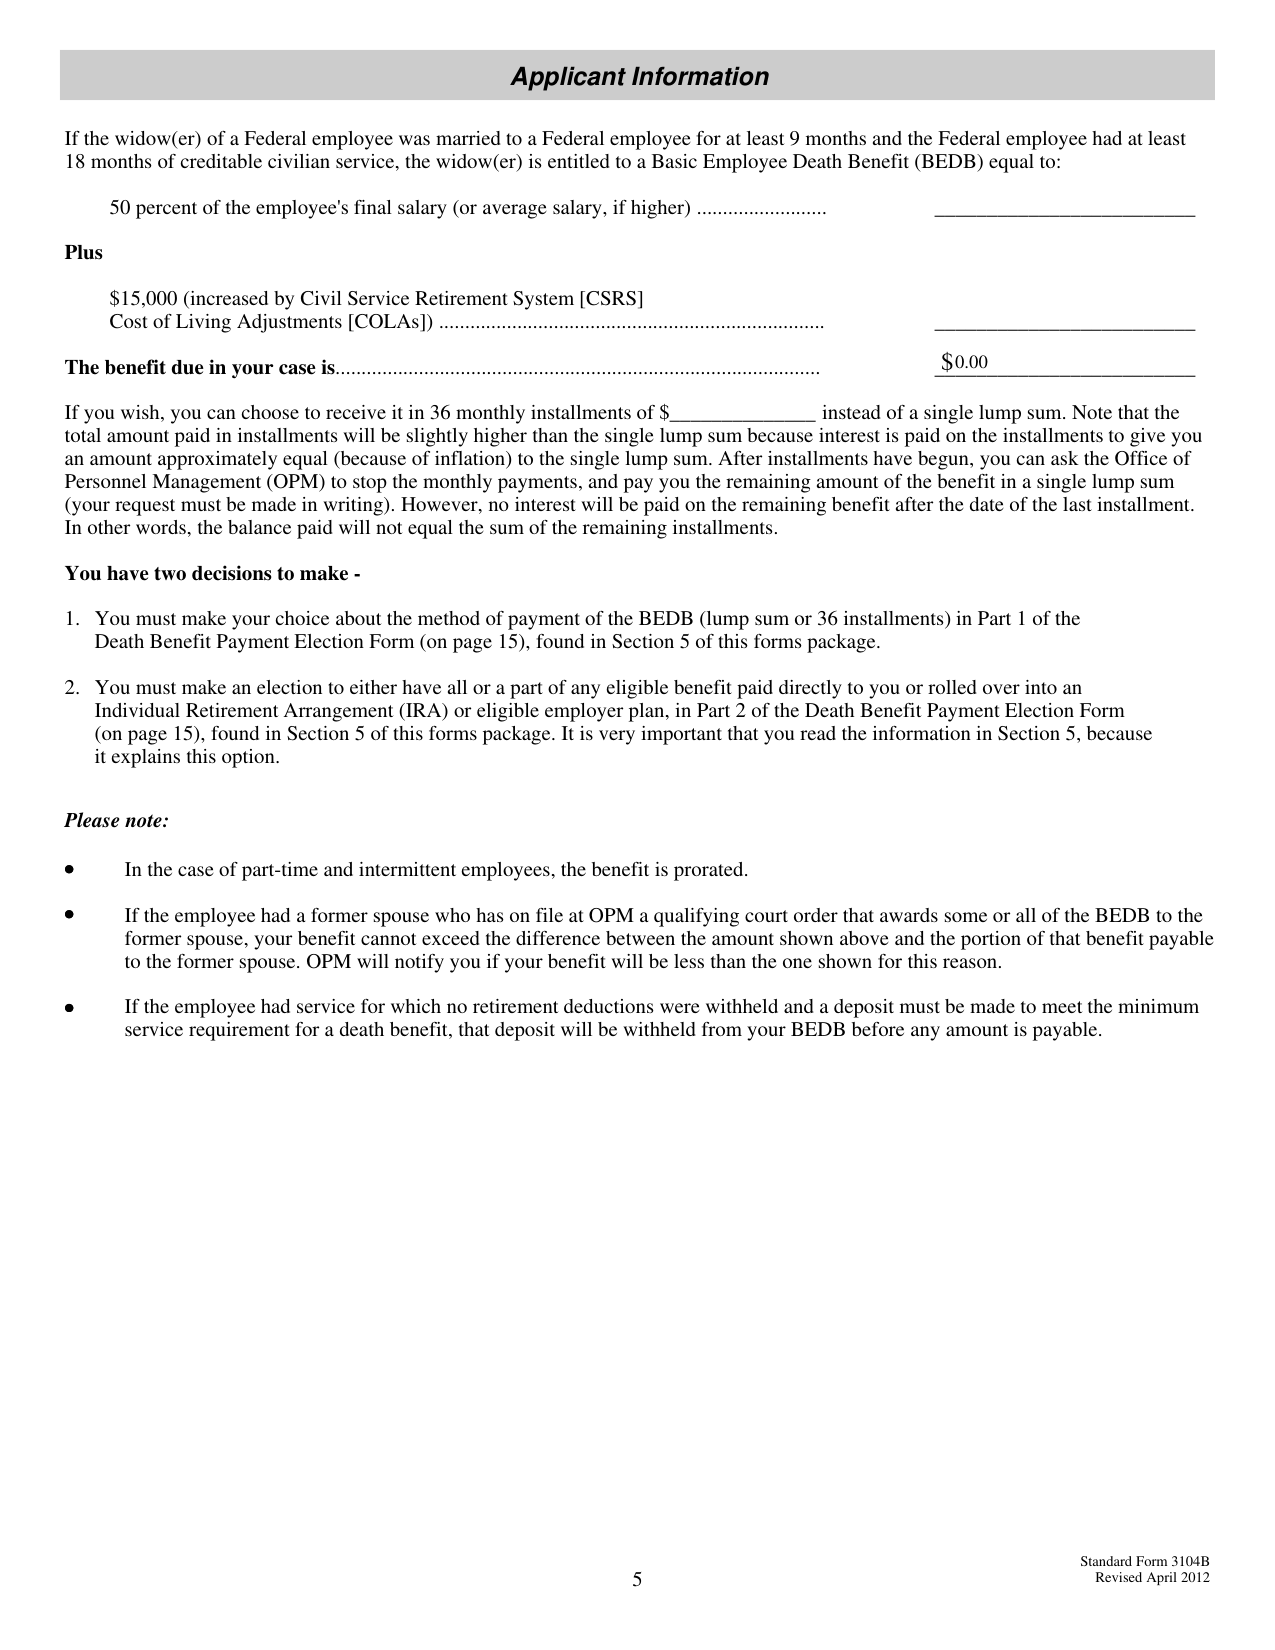 Applicant Information
If the widow(er) of a Federal employee was married to a Federal employee for at least 9 months and the Federal employee had at least
18 months of creditable civilian service, the widow(er) is entitled to a Basic Employee Death Benefit (BEDB) equal to:
50 percent of the employee's final salary (or average salary, if higher) ......................... __________________________
Plus
$15,000 (increased by Civil Service Retirement System [CSRS]
Cost of Living Adjustments [COLAs]) .......................................................................... __________________________
The benefit due in your case is............................................................................................. $0.00
If you wish, you can choose to receive it in 36 monthly installments of $______________ instead of a single lump sum. Note that the
total amount paid in installments will be slightly higher than the single lump sum because interest is paid on the installments to give you
an amount approximately equal (because of inflation) to the single lump sum. After installments have begun, you can ask the Office of
Personnel Management (OPM) to stop the monthly payments, and pay you the remaining amount of the benefit in a single lump sum
(your request must be made in writing). However, no interest will be paid on the remaining benefit after the date of the last installment.
In other words, the balance paid will not equal the sum of the remaining installments.
You have two decisions to make -
1. You must make your choice about the method of payment of the BEDB (lump sum or 36 installments) in Part 1 of the
Death Benefit Payment Election Form (on page 15), found in Section 5 of this forms package.
2. You must make an election to either have all or a part of any eligible benefit paid directly to you or rolled over into an
Individual Retirement Arrangement (IRA) or eligible employer plan, in Part 2 of the Death Benefit Payment Election Form
(on page 15), found in Section 5 of this forms package. It is very important that you read the information in Section 5, because
it explains this option.
Please note:
● In the case of part-time and intermittent employees, the benefit is prorated.
● If the employee had a former spouse who has on file at OPM a qualifying court order that awards some or all of the BEDB to the
former spouse, your benefit cannot exceed the difference between the amount shown above and the portion of that benefit payable
to the former spouse. OPM will notify you if your benefit will be less than the one shown for this reason.
● If the employee had service for which no retirement deductions were withheld and a deposit must be made to meet the minimum
service requirement for a death benefit, that deposit will be withheld from your BEDB before any amount is payable.
5
Standard Form 3104B
Revised April 2012